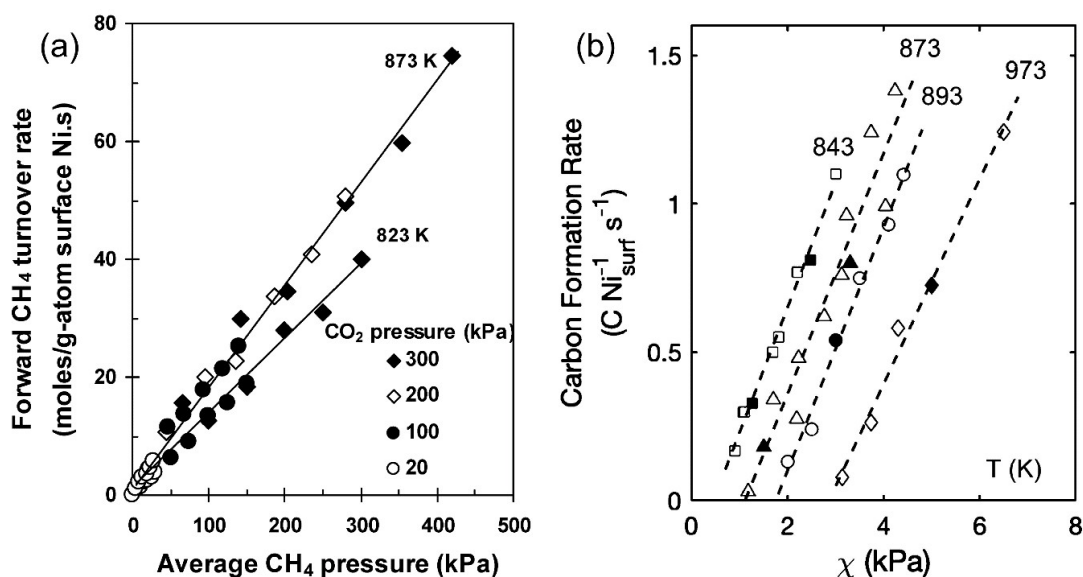 (a)
80
60
40
20
0
Forward CH₄ turnover rate
(moles/g-atom surface Ni.s)
873 K
823 K
CO₂ pressure (kPa)
300
200
100
20
0 100 200 300 400 500
Average CH₄ pressure (kPa)
(b)
1.5
1
0.5
0
Carbon Formation Rate
(C Ni⁻¹surf s⁻¹)
873
973
893
843
T (K)
0 2 4 6 8
χ (kPa)